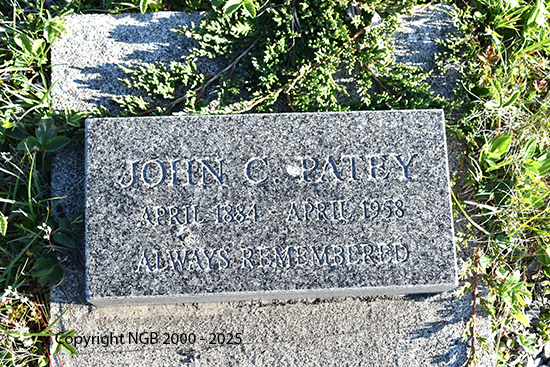 JOHN C. PATEY
APRIL 1884 - APRIL 1958
ALWAYS REMEMBERED
Copyright NGB 2000 - 2025